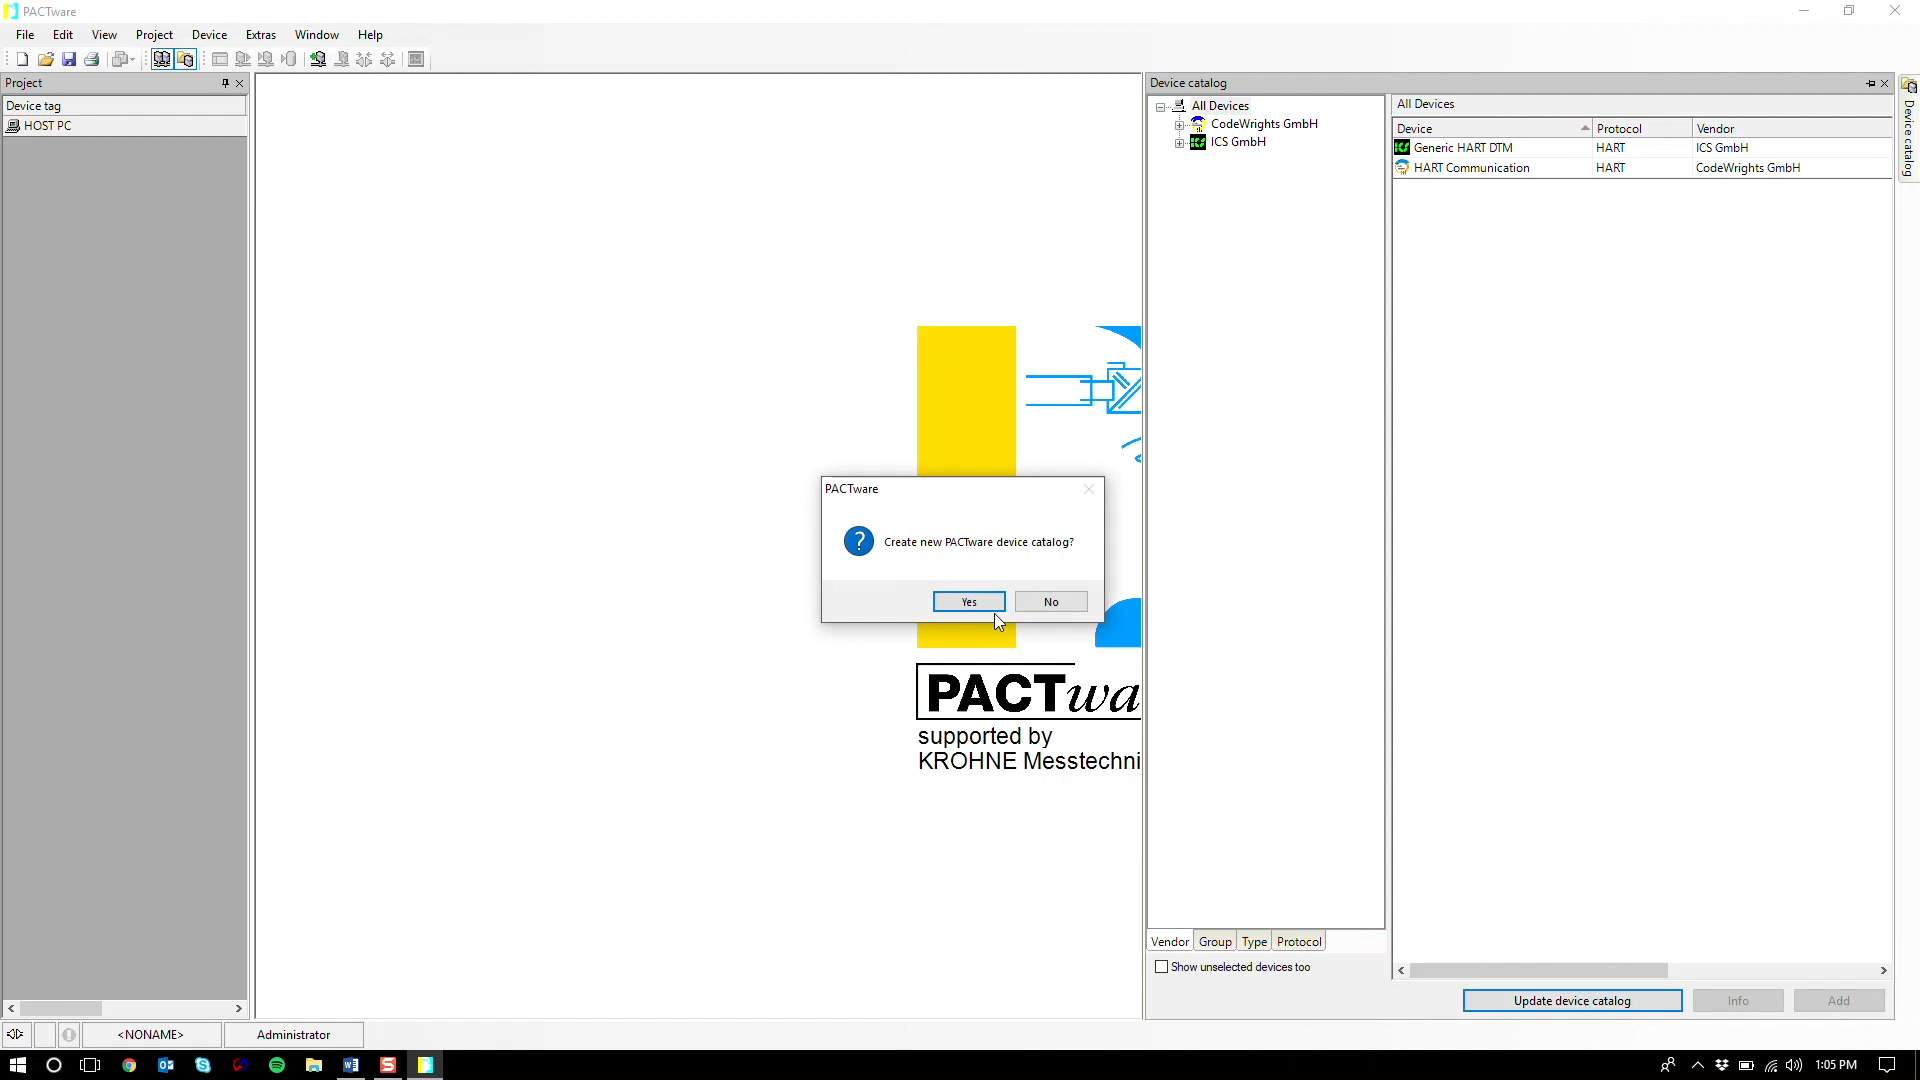 PACTware
File Edit View Project Device Extras Window Help
Project
Device tag
HOST PC
Device catalog
All Devices
CodeWrights GmbH
ICS GmbH
All Devices
Device Protocol Vendor
Generic HART DTM HART ICS GmbH
HART Communication HART CodeWrights GmbH
Device catalog
PACTware
Create new PACTware device catalog?
Yes No
PACTwa
supported by
KROHNE Messtechni
Vendor Group Type Protocol
Show unselected devices too
Update device catalog Info Add
<NONAME> Administrator
1:05 PM